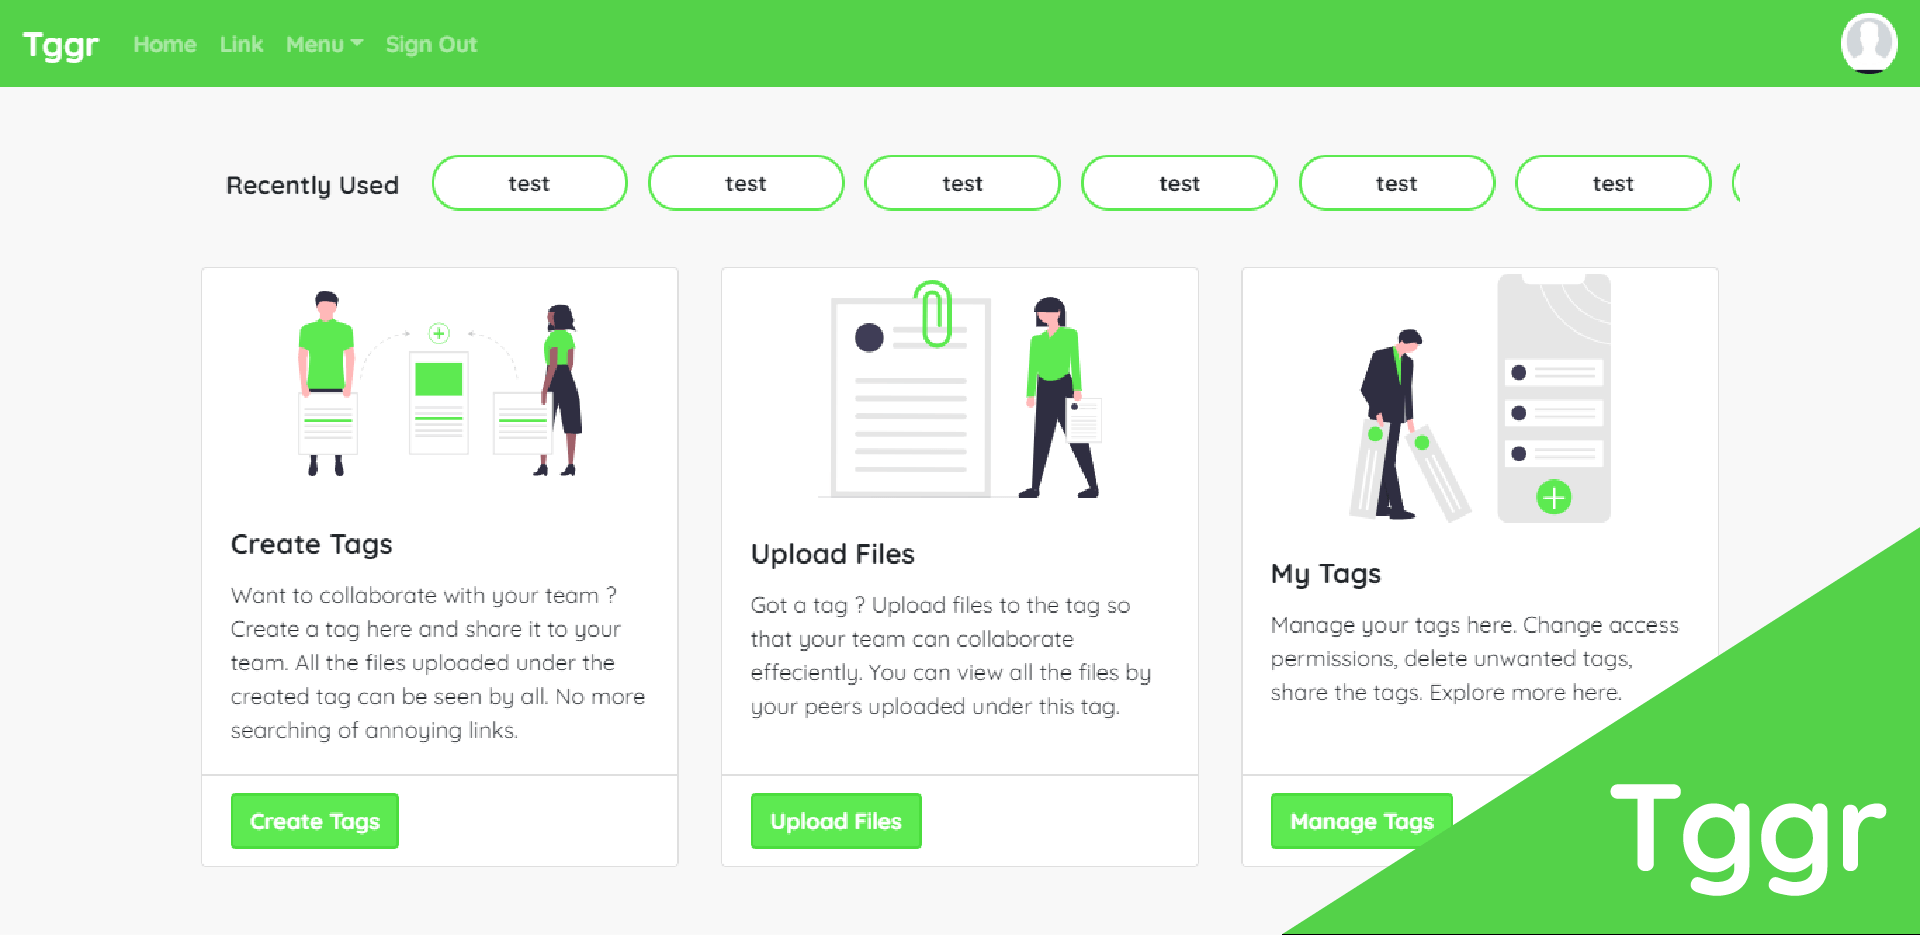 Tggr Home Link Menu Sign Out
Recently Used test test test test test test
Create Tags
Want to collaborate with your team ?
Create a tag here and share it to your
team. All the files uploaded under the
created tag can be seen by all. No more
searching of annoying links.
Create Tags
Upload Files
Got a tag ? Upload files to the tag so
that your team can collaborate
effeciently. You can view all the files by
your peers uploaded under this tag.
Upload Files
My Tags
Manage your tags here. Change access
permissions, delete unwanted tags,
share the tags. Explore more here.
Manage Tags
Tggr